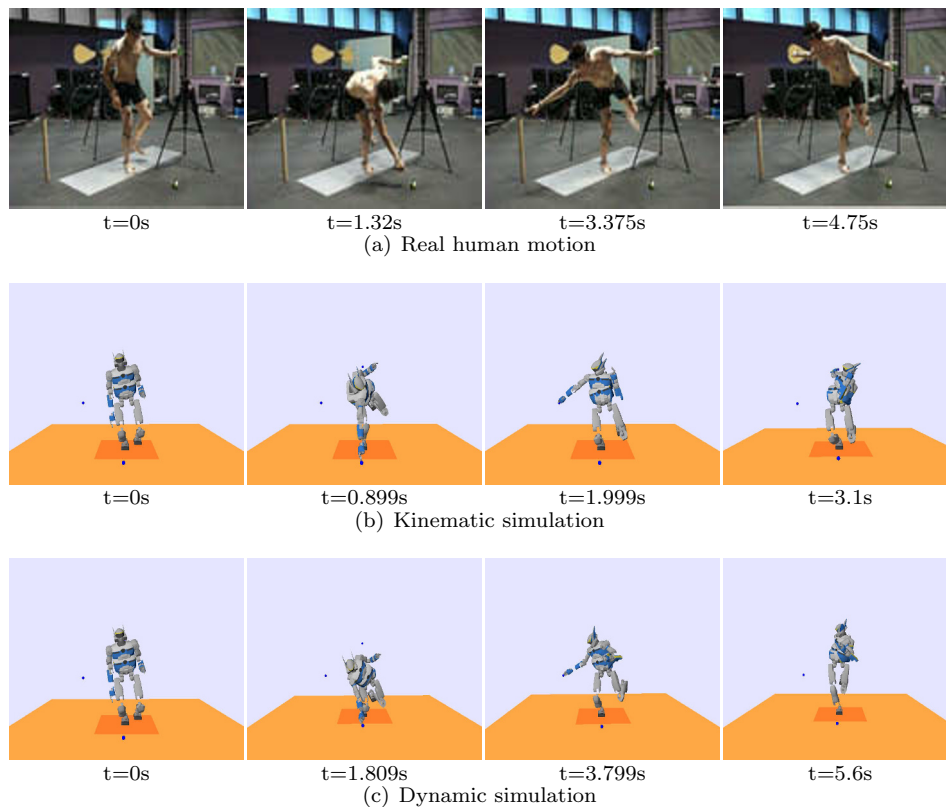 t=0s t=1.32s t=3.375s t=4.75s
(a) Real human motion
t=0s t=0.899s t=1.999s t=3.1s
(b) Kinematic simulation
t=0s t=1.809s t=3.799s t=5.6s
(c) Dynamic simulation